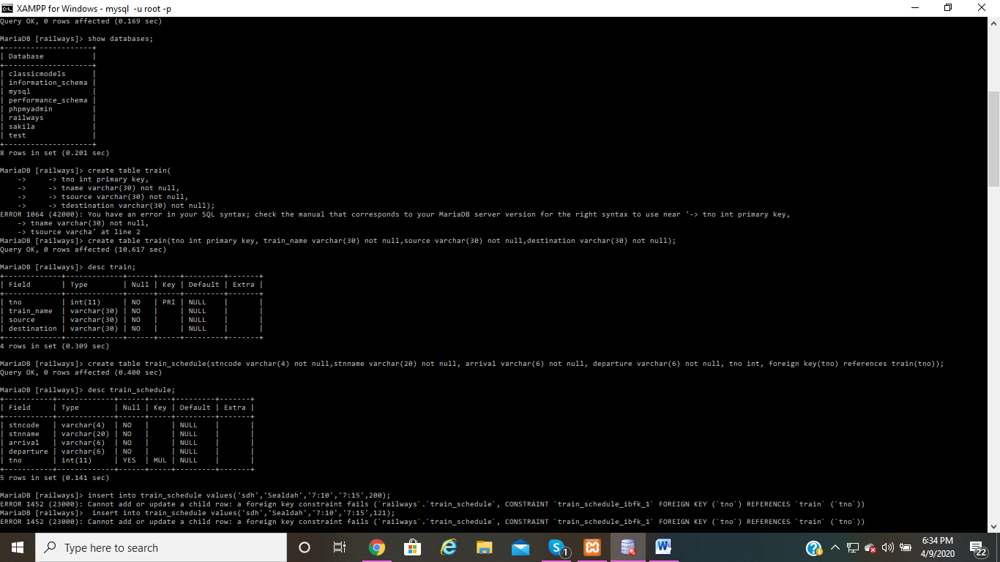 XAMPP for Windows - mysql  -u root -p
Query OK, 0 rows affected (0.169 sec)
MariaDB [railways]> show databases;
+--------------------+
| Database           |
+--------------------+
| classicmodels      |
| information_schema |
| mysql              |
| performance_schema |
| phpmyadmin         |
| railways           |
| sakila             |
| test               |
+--------------------+
8 rows in set (0.201 sec)
MariaDB [railways]> create table train(
    ->     -> tno int primary key,
    ->     -> tname varchar(30) not null,
    ->     -> tsource varchar(30) not null,
    ->     -> tdestination varchar(30) not null);
ERROR 1064 (42000): You have an error in your SQL syntax; check the manual that corresponds to your MariaDB server version for the right syntax to use near '-> tno int primary key,
    -> tname varchar(30) not null,
    -> tsource varcha' at line 2
MariaDB [railways]> create table train(tno int primary key, train_name varchar(30) not null,source varchar(30) not null,destination varchar(30) not null);
Query OK, 0 rows affected (10.617 sec)
MariaDB [railways]> desc train;
+-------------+-------------+------+-----+---------+-------+
| Field       | Type        | Null | Key | Default | Extra |
+-------------+-------------+------+-----+---------+-------+
| tno         | int(11)     | NO   | PRI | NULL    |       |
| train_name  | varchar(30) | NO   |     | NULL    |       |
| source      | varchar(30) | NO   |     | NULL    |       |
| destination | varchar(30) | NO   |     | NULL    |       |
+-------------+-------------+------+-----+---------+-------+
4 rows in set (0.309 sec)
MariaDB [railways]> create table train_schedule(stncode varchar(4) not null,stnname varchar(20) not null, arrival varchar(6) not null, departure varchar(6) not null, tno int, foreign key(tno) references train(tno));
Query OK, 0 rows affected (0.400 sec)
MariaDB [railways]> desc train_schedule;
+-----------+-------------+------+-----+---------+-------+
| Field     | Type        | Null | Key | Default | Extra |
+-----------+-------------+------+-----+---------+-------+
| stncode   | varchar(4)  | NO   |     | NULL    |       |
| stnname   | varchar(20) | NO   |     | NULL    |       |
| arrival   | varchar(6)  | NO   |     | NULL    |       |
| departure | varchar(6)  | NO   |     | NULL    |       |
| tno       | int(11)     | YES  | MUL | NULL    |       |
+-----------+-------------+------+-----+---------+-------+
5 rows in set (0.141 sec)
MariaDB [railways]> insert into train_schedule values('sdh','Sealdah','7:10','7:15',200);
ERROR 1452 (23000): Cannot add or update a child row: a foreign key constraint fails (`railways`.`train_schedule`, CONSTRAINT `train_schedule_ibfk_1` FOREIGN KEY (`tno`) REFERENCES `train` (`tno`))
MariaDB [railways]>  insert into train_schedule values('sdh','Sealdah','7:10','7:15',121);
ERROR 1452 (23000): Cannot add or update a child row: a foreign key constraint fails (`railways`.`train_schedule`, CONSTRAINT `train_schedule_ibfk_1` FOREIGN KEY (`tno`) REFERENCES `train` (`tno`))
Type here to search
1
6:34 PM
4/9/2020
22